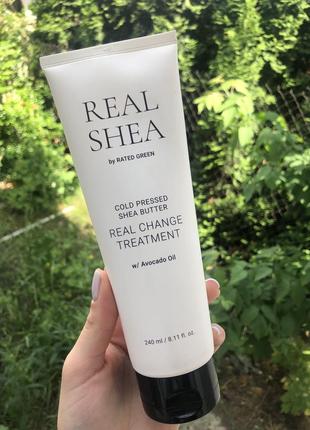 REAL
SHEA
by RATED GREEN
COLD PRESSED
SHEA BUTTER
REAL CHANGE
TREATMENT
w/ Avocado Oil
240 ml / 8.11 fl. oz.